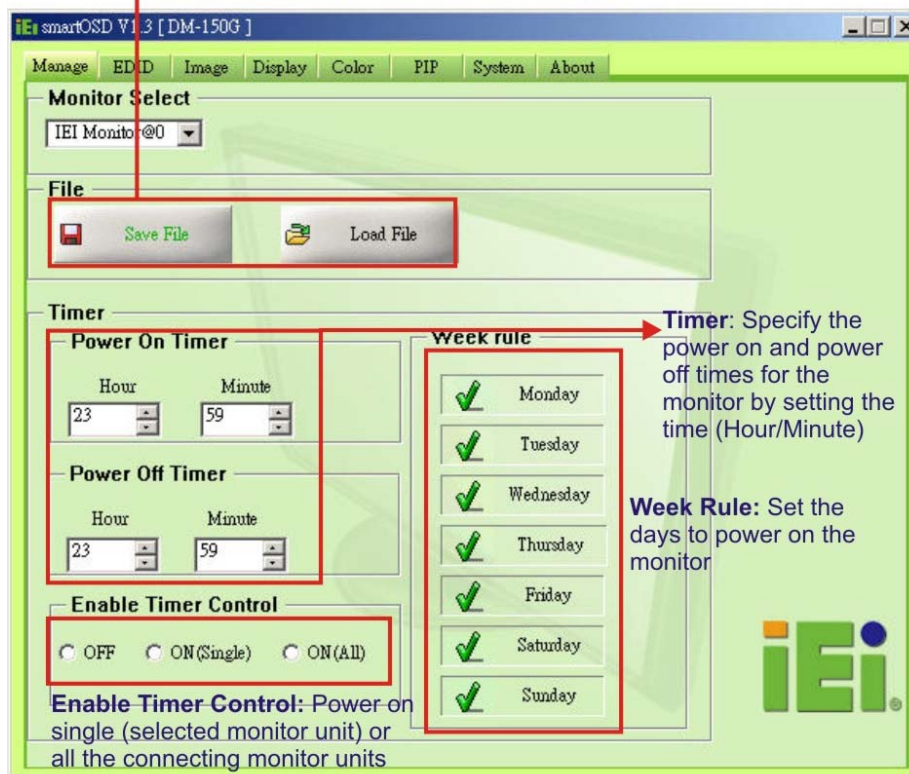 iEi smartOSD V1.3 [ DM-150G ]
Manage EDID Image Display Color PIP System About
Monitor Select
IEI Monitor@0
File
Save File Load File
Timer
Power On Timer
Hour Minute
23 59
Power Off Timer
Hour Minute
23 59
Enable Timer Control
OFF ON(Single) ON(All)
Enable Timer Control: Power on
single (selected monitor unit) or
all the connecting monitor units
Week rule
Monday
Tuesday
Wednesday
Thursday
Friday
Saturday
Sunday
Timer: Specify the
power on and power
off times for the
monitor by setting the
time (Hour/Minute)
Week Rule: Set the
days to power on the
monitor
iEi®